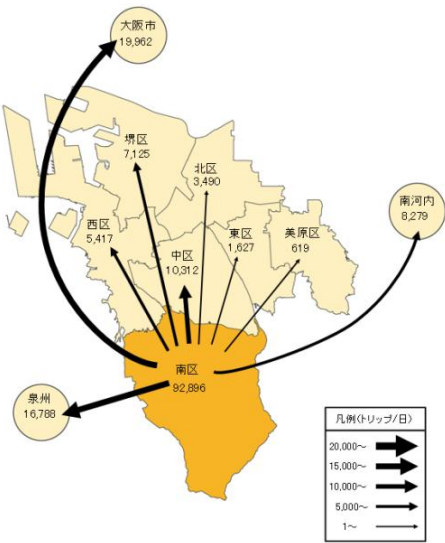 大阪市
19,962
堺区
7,125
北区
3,490
南河内
8,279
西区
5,417
東区
1,627
美原区
619
中区
10,312
南区
92,896
泉州
16,788
凡例(トリップ/日)
20,000～
15,000～
10,000～
5,000～
1～